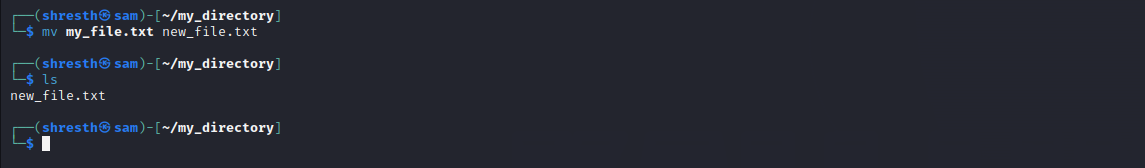 ┌──(shresth㉿sam)-[~/my_directory]
└─$ mv my_file.txt new_file.txt
┌──(shresth㉿sam)-[~/my_directory]
└─$ ls
new_file.txt
┌──(shresth㉿sam)-[~/my_directory]
└─$